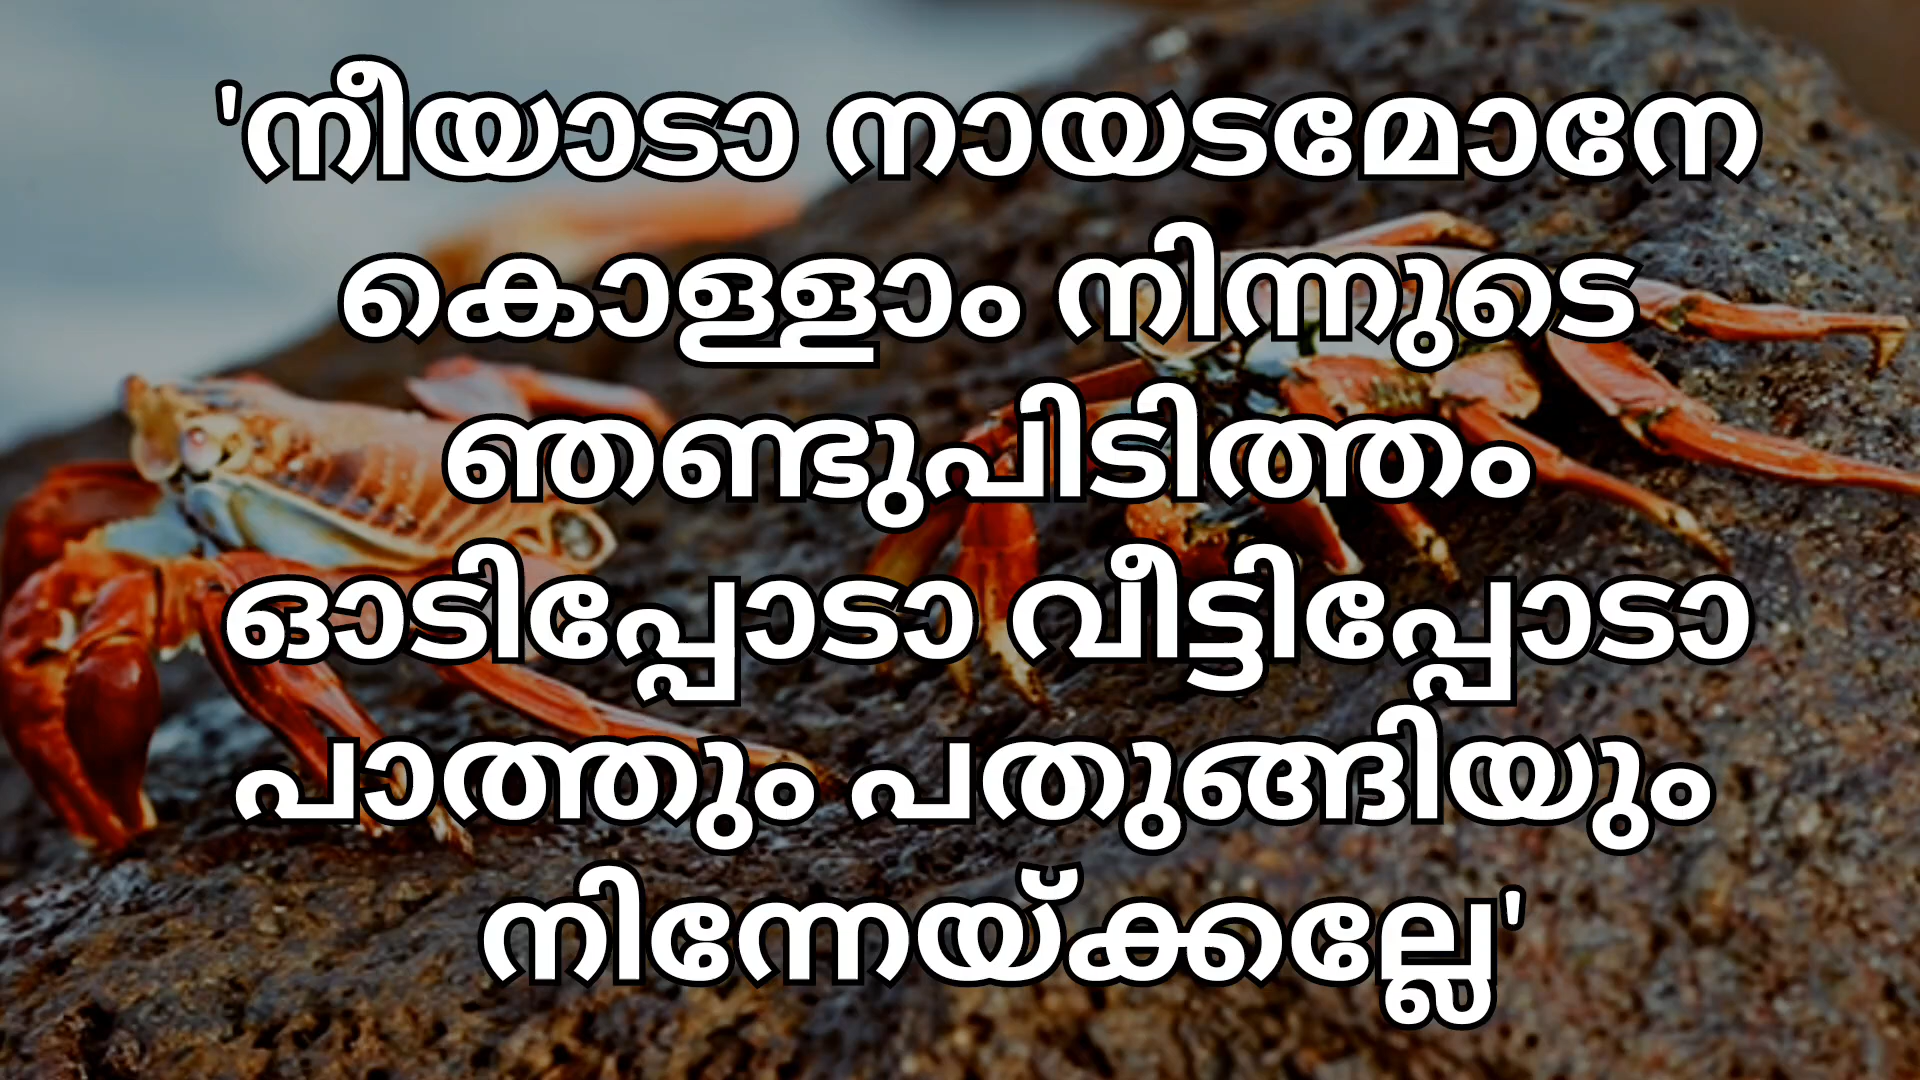 'നീയാടാ നായടമോനേ
കൊള്ളാം നിന്നുടെ
ഞണ്ടുപിടിത്തം
ഓടിപ്പോടാ വീട്ടിപ്പോടാ
പാത്തും പതുങ്ങിയും
നിന്നേയ്ക്കല്ലേ'